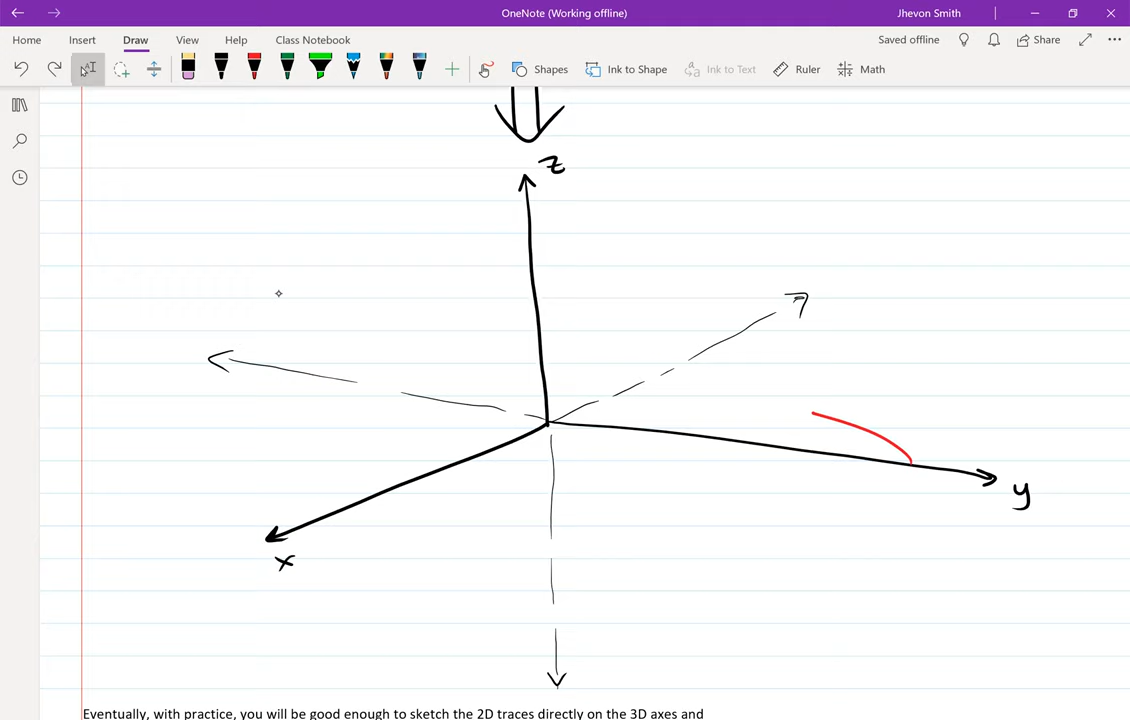 OneNote (Working offline)
Jhevon Smith
Home Insert Draw View Help Class Notebook
Saved offline Share
Shapes Ink to Shape Ink to Text Ruler Math
z
y
x
Eventually, with practice, you will be good enough to sketch the 2D traces directly on the 3D axes and